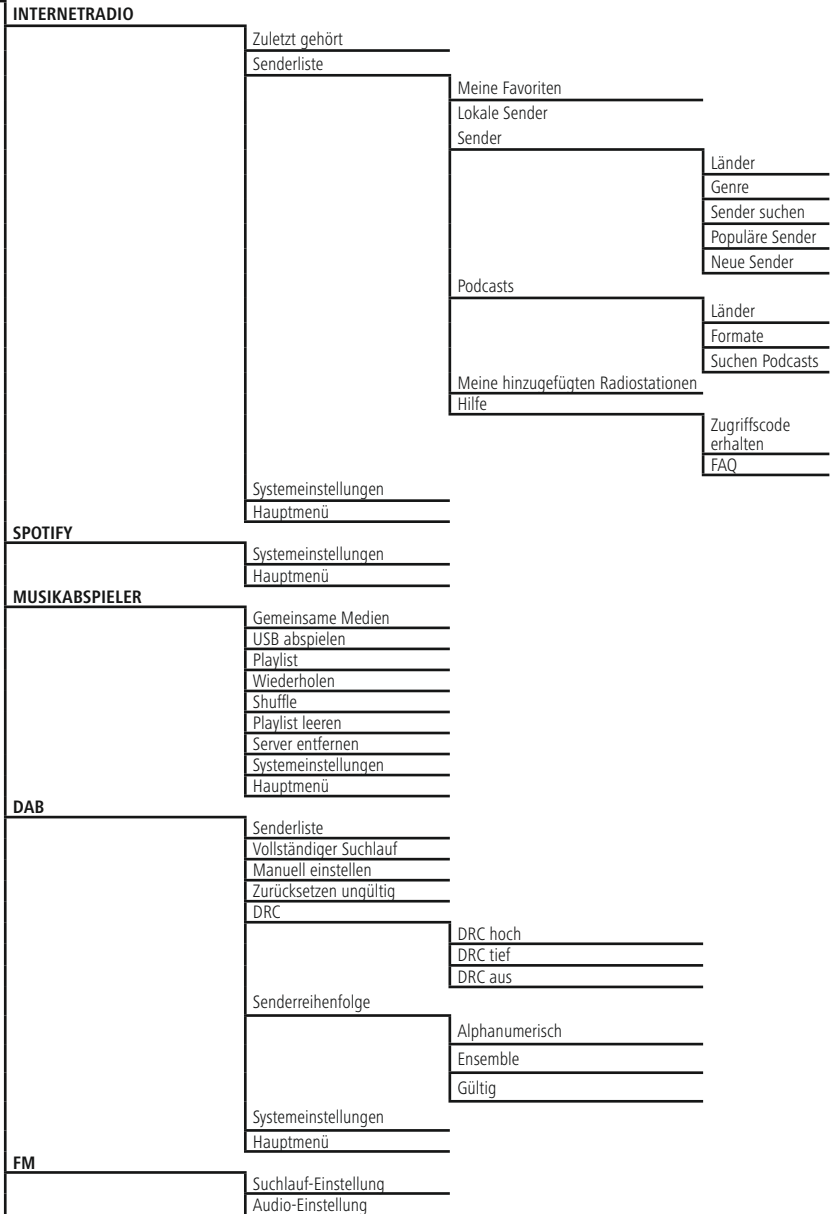 INTERNETRADIO
Zuletzt gehört
Senderliste
Meine Favoriten
Lokale Sender
Sender
Länder
Genre
Sender suchen
Populäre Sender
Neue Sender
Podcasts
Länder
Formate
Suchen Podcasts
Meine hinzugefügten Radiostationen
Hilfe
Zugriffscode
erhalten
FAQ
Systemeinstellungen
Hauptmenü
SPOTIFY
Systemeinstellungen
Hauptmenü
MUSIKABSPIELER
Gemeinsame Medien
USB abspielen
Playlist
Wiederholen
Shuffle
Playlist leeren
Server entfernen
Systemeinstellungen
Hauptmenü
DAB
Senderliste
Vollständiger Suchlauf
Manuell einstellen
Zurücksetzen ungültig
DRC
DRC hoch
DRC tief
DRC aus
Senderreihenfolge
Alphanumerisch
Ensemble
Gültig
Systemeinstellungen
Hauptmenü
FM
Suchlauf-Einstellung
Audio-Einstellung